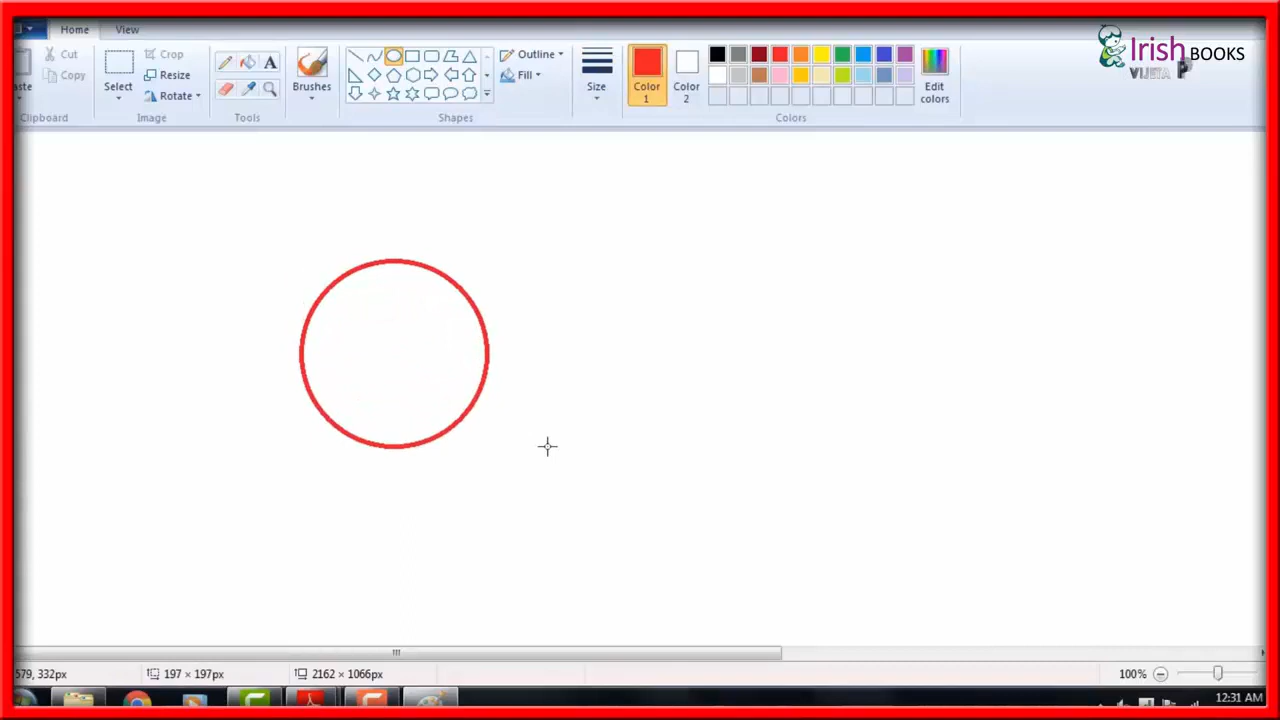 Home View
Irish BOOKS
VIJETA P
Cut
Copy
Select
Crop
Resize
Rotate
A
Brushes
Outline
Fill
Size
Color 1
Color 2
Edit colors
Clipboard Image Tools Shapes Colors
579, 332px 197 × 197px 2162 × 1066px 100%
12:31 AM